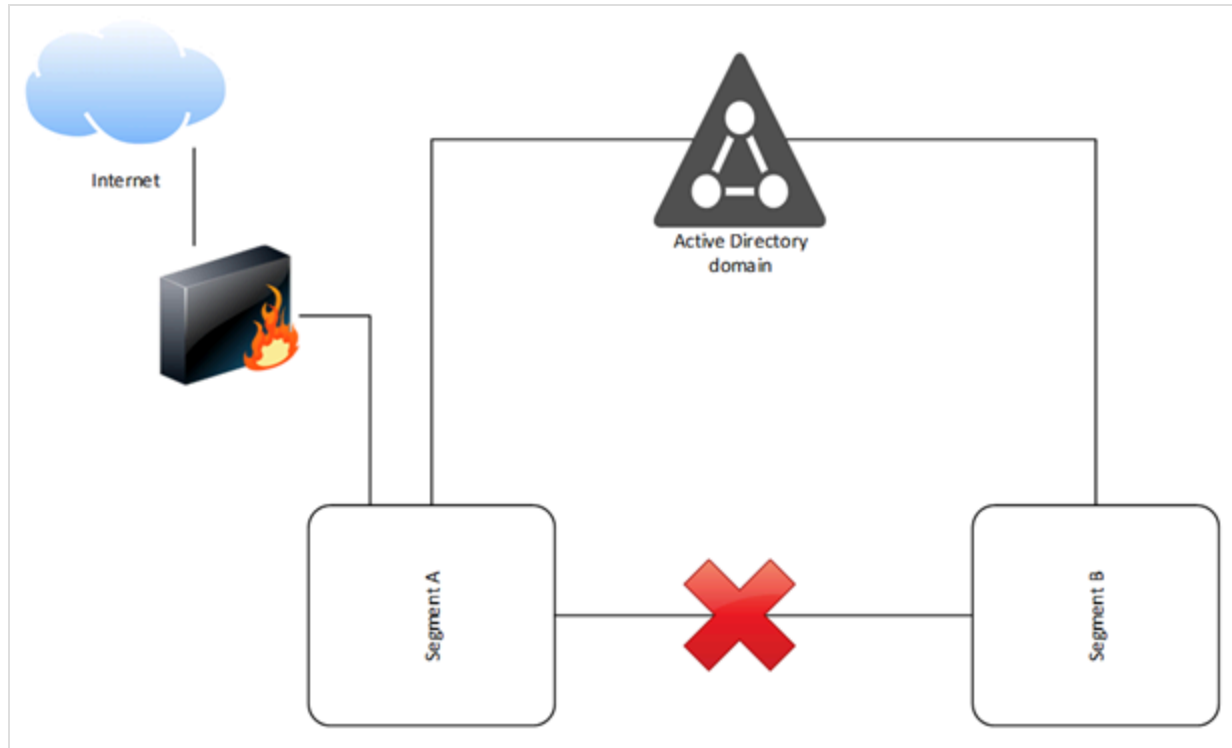 Internet
Active Directory
domain
Segment A
Segment B